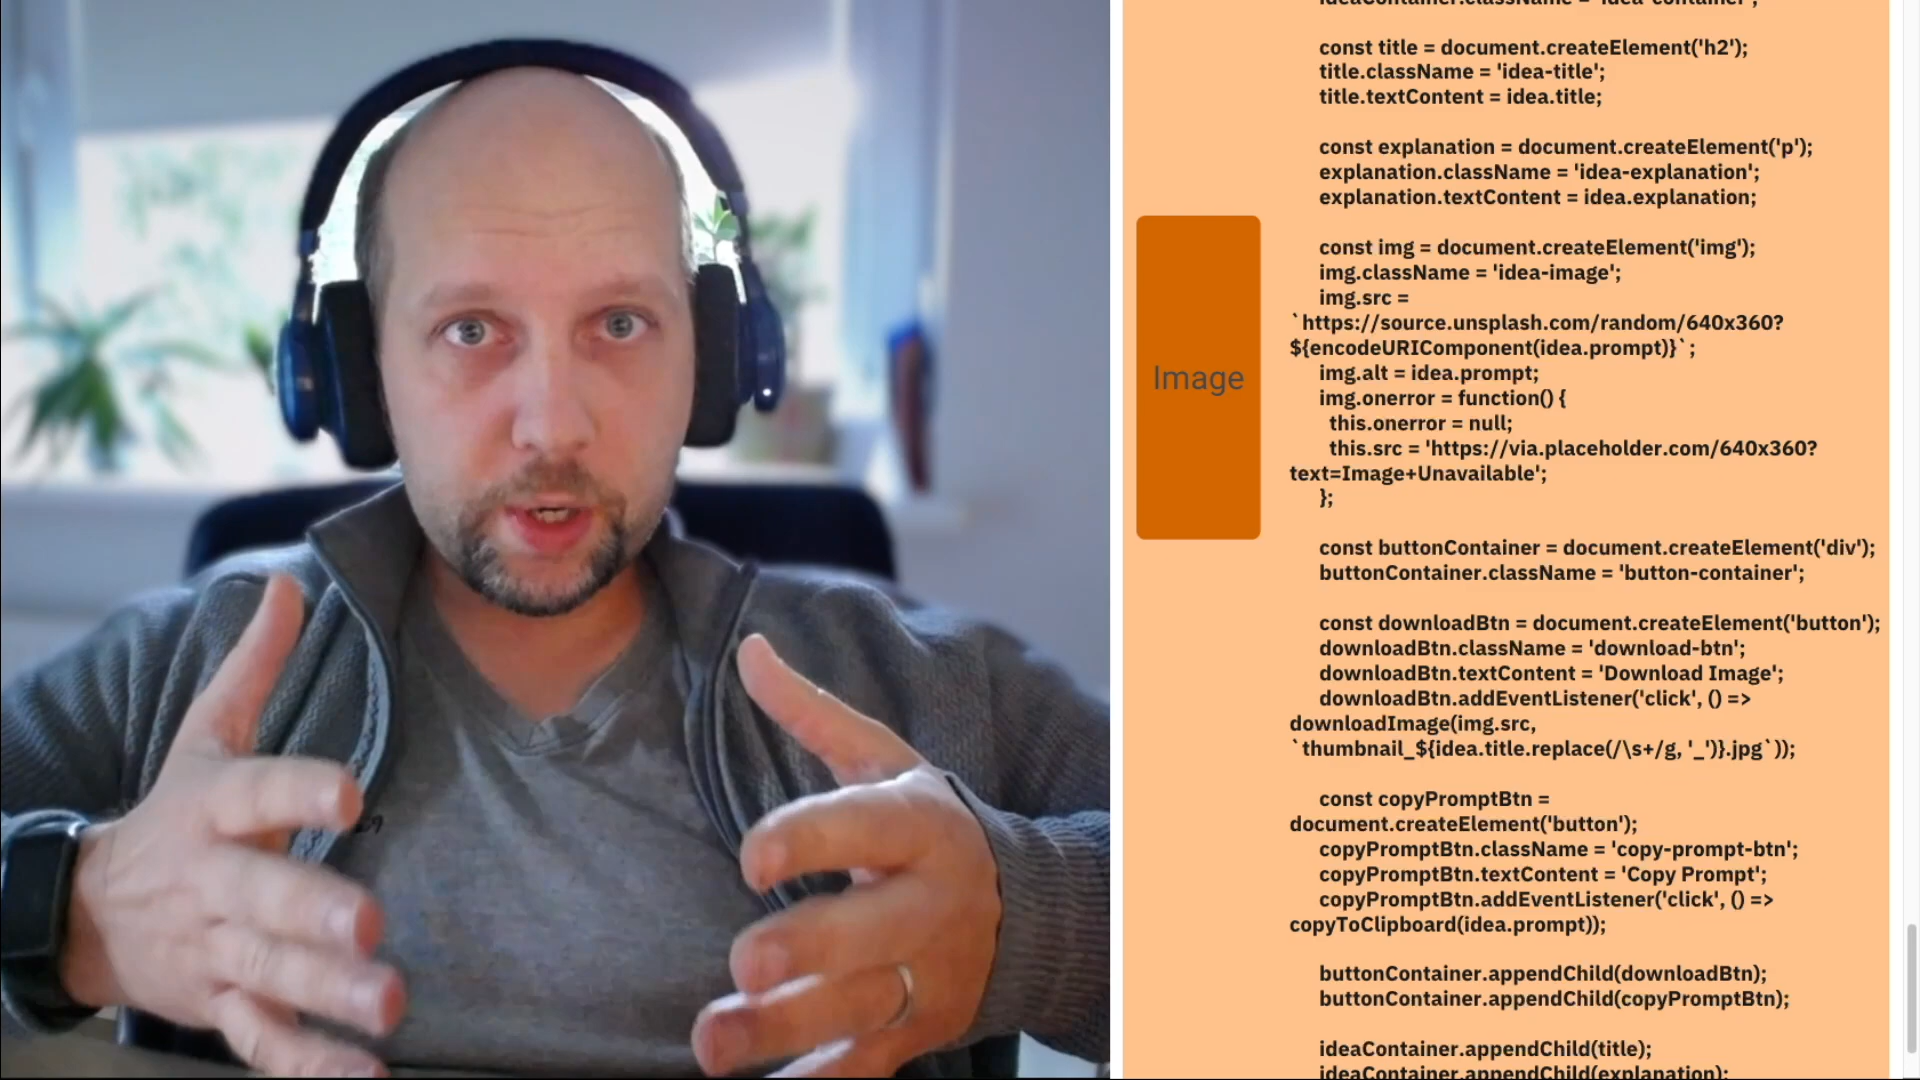 const title = document.createElement('h2');
title.className = 'idea-title';
title.textContent = idea.title;
const explanation = document.createElement('p');
explanation.className = 'idea-explanation';
explanation.textContent = idea.explanation;
const img = document.createElement('img');
img.className = 'idea-image';
img.src =
`https://source.unsplash.com/random/640x360?
${encodeURIComponent(idea.prompt)}`;
img.alt = idea.prompt;
img.onerror = function() {
this.onerror = null;
this.src = 'https://via.placeholder.com/640x360?
text=Image+Unavailable';
};
Image
const buttonContainer = document.createElement('div');
buttonContainer.className = 'button-container';
const downloadBtn = document.createElement('button');
downloadBtn.className = 'download-btn';
downloadBtn.textContent = 'Download Image';
downloadBtn.addEventListener('click', () =>
downloadImage(img.src,
`thumbnail_${idea.title.replace(/\s+/g, '_')}.jpg`));
const copyPromptBtn =
document.createElement('button');
copyPromptBtn.className = 'copy-prompt-btn';
copyPromptBtn.textContent = 'Copy Prompt';
copyPromptBtn.addEventListener('click', () =>
copyToClipboard(idea.prompt));
buttonContainer.appendChild(downloadBtn);
buttonContainer.appendChild(copyPromptBtn);
ideaContainer.appendChild(title);
ideaContainer.appendChild(explanation);